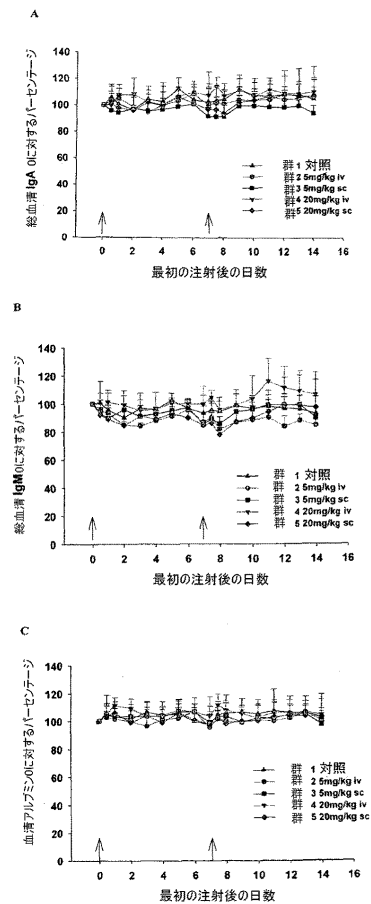 A
総血清IgA 0に対するパーセンテージ
140
120
100
80
60
40
20
0
0 2 4 6 8 10 12 14 16
最初の注射後の日数
群 1 対照
群 2 5mg/kg iv
群 3 5mg/kg sc
群 4 20mg/kg iv
群 5 20mg/kg sc
B
総血清IgM0に対するパーセンテージ
140
120
100
80
60
40
20
0
0 2 4 6 8 10 12 14 16
最初の注射後の日数
群 1 対照
群 2 5mg/kg iv
群 3 5mg/kg sc
群 4 20mg/kg iv
群 5 20mg/kg sc
C
血清アルブミン0に対するパーセンテージ
140
120
100
80
60
40
20
0
0 2 4 6 8 10 12 14 16
最初の注射後の日数
群 1 対照
群 2 5mg/kg iv
群 3 5mg/kg sc
群 4 20mg/kg iv
群 5 20mg/kg sc